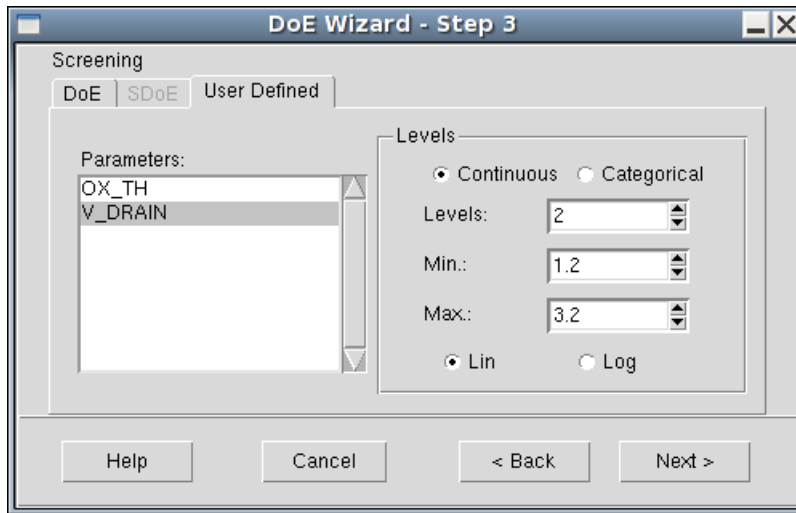 DoE Wizard - Step 3
Screening
DoE SDoE User Defined
Parameters:
OX_TH
V_DRAIN
Levels
Continuous Categorical
Levels: 2
Min.: 1.2
Max.: 3.2
Lin Log
Help Cancel < Back Next >